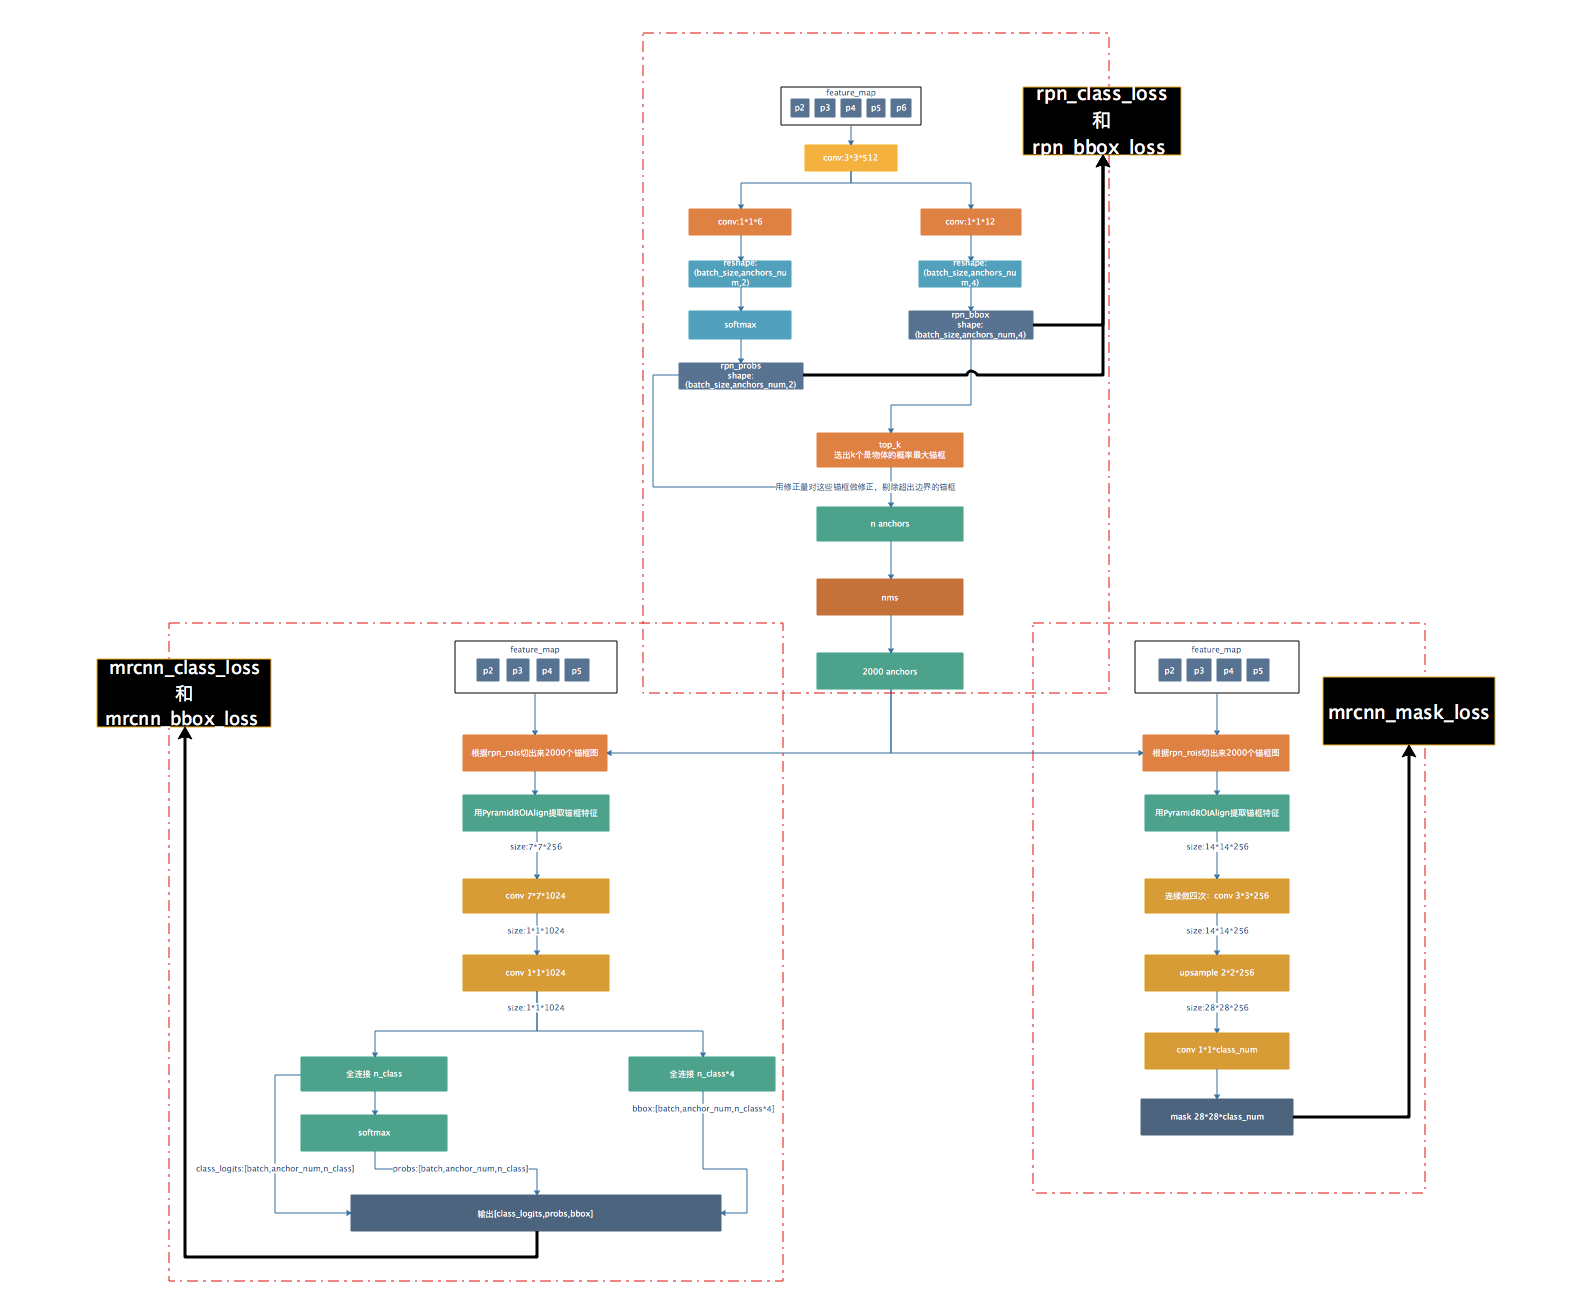 feature_map
p2 p3 p4 p5 p6
rpn_class_loss
和
rpn_bbox_loss
conv:3*3*512
conv:1*1*6
conv:1*1*12
reshape:
(batch_size,anchors_nu
m,2)
reshape:
(batch_size,anchors_nu
m,4)
softmax
rpn_bbox
shape:
(batch_size,anchors_num,4)
rpn_probs
shape:
(batch_size,anchors_num,2)
top_k
选出k个是物体的概率最大锚框
用修正量对这些锚框做修正，剔除超出边界的锚框
n anchors
nms
2000 anchors
mrcnn_class_loss
和
mrcnn_bbox_loss
feature_map
p2 p3 p4 p5
根据rpn_rois切出来2000个锚框图
用PyramidROIAlign提取锚框特征
size:7*7*256
conv 7*7*1024
size:1*1*1024
conv 1*1*1024
size:1*1*1024
全连接 n_class
全连接 n_class*4
bbox:[batch,anchor_num,n_class*4]
softmax
class_logits:[batch,anchor_num,n_class]
probs:[batch,anchor_num,n_class]
输出[class_logits,probs,bbox]
feature_map
p2 p3 p4 p5
mrcnn_mask_loss
根据rpn_rois切出来2000个锚框图
用PyramidROIAlign提取锚框特征
size:14*14*256
连续做四次：conv 3*3*256
size:14*14*256
upsample 2*2*256
size:28*28*256
conv 1*1*class_num
mask 28*28*class_num